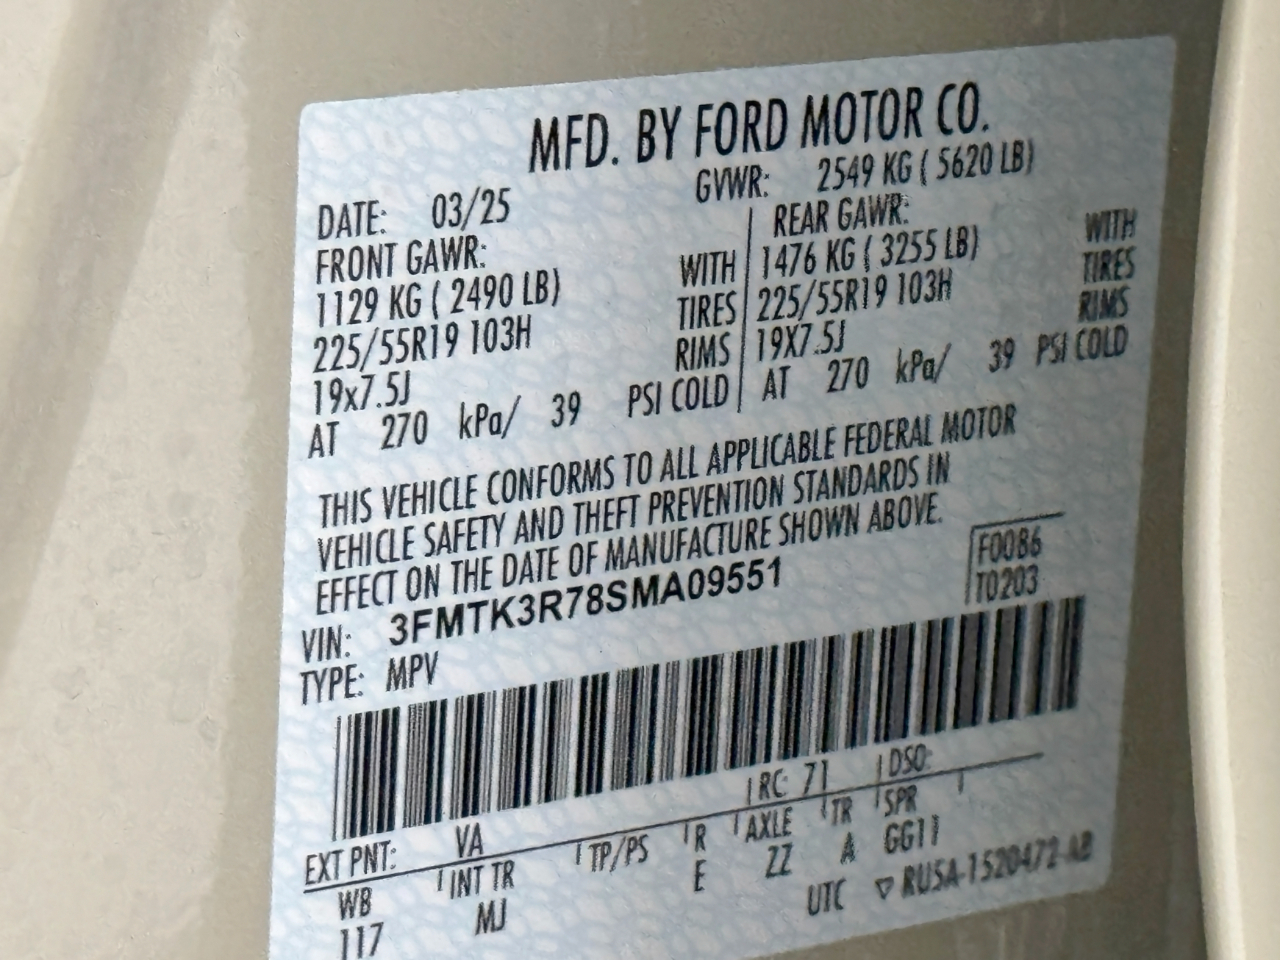 MFD. BY FORD MOTOR CO.
DATE: 03/25 GVWR: 2549 KG ( 5620 LB)
FRONT GAWR: REAR GAWR:
1129 KG ( 2490 LB) WITH 1476 KG ( 3255 LB) WITH
225/55R19 103H TIRES 225/55R19 103H TIRES
19x7.5J RIMS 19X7.5J RIMS
AT 270 kPa/ 39 PSI COLD AT 270 kPa/ 39 PSI COLD
THIS VEHICLE CONFORMS TO ALL APPLICABLE FEDERAL MOTOR
VEHICLE SAFETY AND THEFT PREVENTION STANDARDS IN
EFFECT ON THE DATE OF MANUFACTURE SHOWN ABOVE.
F0086
VIN: 3FMTK3R78SMA09551 T0203
TYPE: MPV
EXT PNT: VA RC: 71 DSO:
WB INT TR TP/PS R AXLE TR SPR
117 MJ E ZZ A GG11
UTC ▽ RU5A-1520472-AB